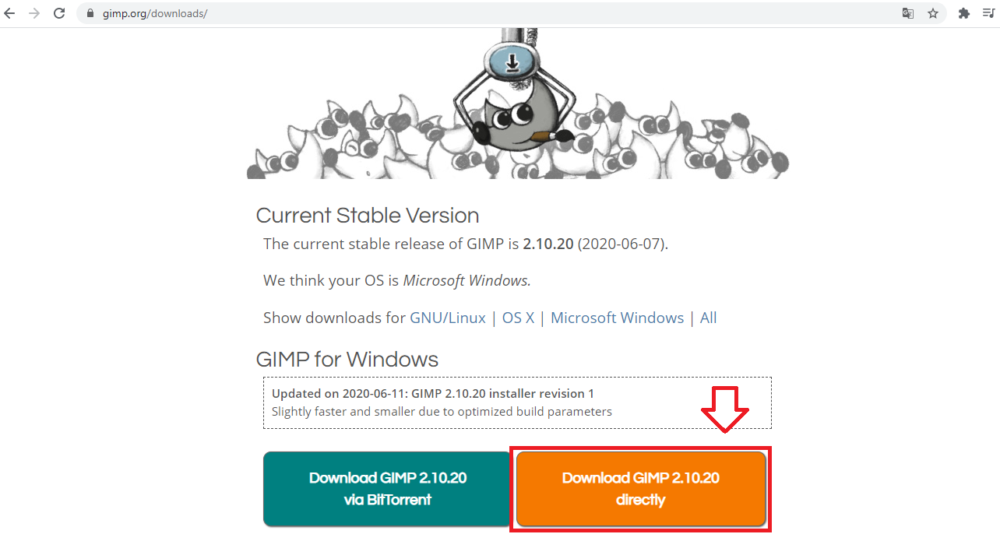 gimp.org/downloads/
Current Stable Version
The current stable release of GIMP is 2.10.20 (2020-06-07).
We think your OS is Microsoft Windows.
Show downloads for GNU/Linux | OS X | Microsoft Windows | All
GIMP for Windows
Updated on 2020-06-11: GIMP 2.10.20 installer revision 1
Slightly faster and smaller due to optimized build parameters
Download GIMP 2.10.20
via BitTorrent
Download GIMP 2.10.20
directly